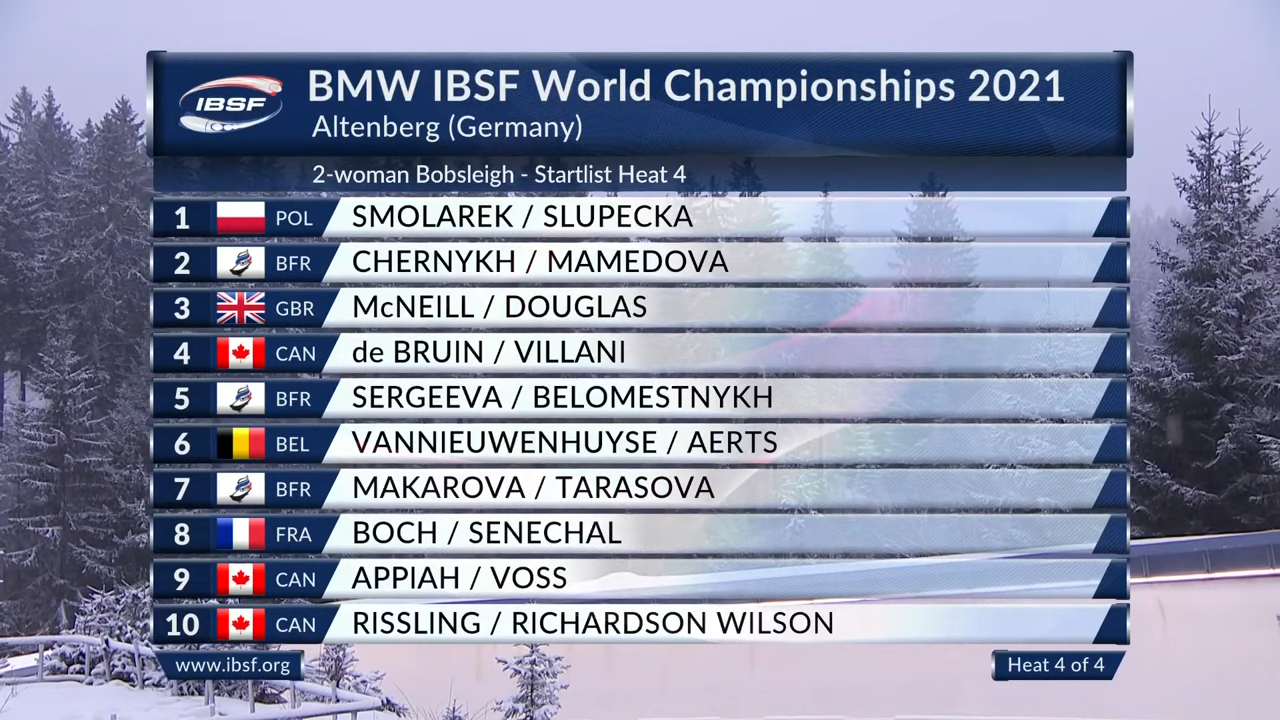 IBSF
BMW IBSF World Championships 2021
Altenberg (Germany)
2-woman Bobsleigh - Startlist Heat 4
1 POL SMOLAREK / SLUPECKA
2 BFR CHERNYKH / MAMEDOVA
3 GBR McNEILL / DOUGLAS
4 CAN de BRUIN / VILLANI
5 BFR SERGEEVA / BELOMESTNYKH
6 BEL VANNIEUWENHUYSE / AERTS
7 BFR MAKAROVA / TARASOVA
8 FRA BOCH / SENECHAL
9 CAN APPIAH / VOSS
10 CAN RISSLING / RICHARDSON WILSON
www.ibsf.org
Heat 4 of 4